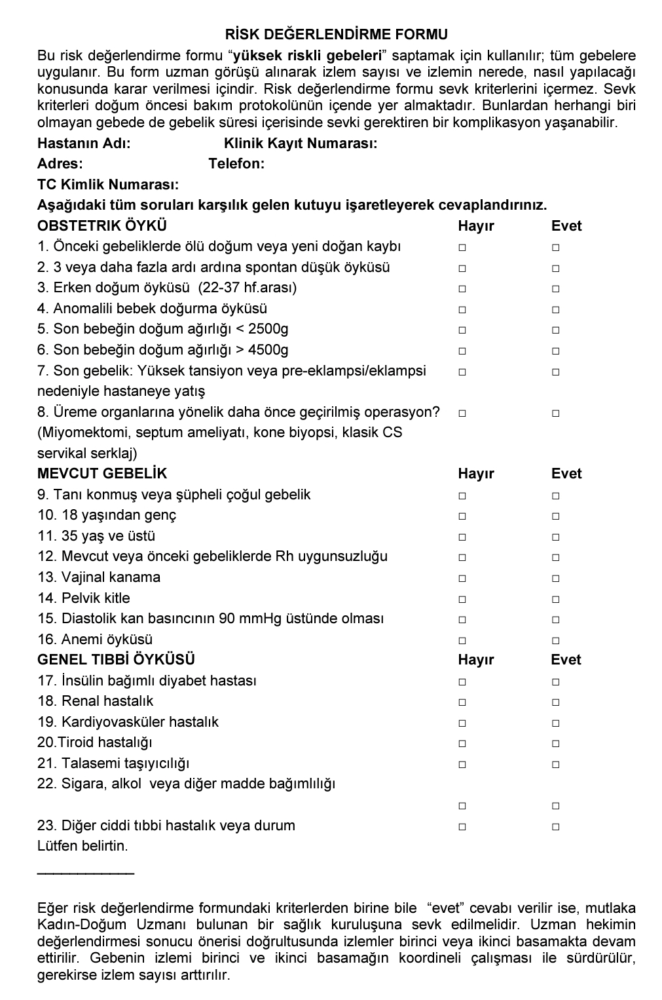 RİSK DEĞERLENDİRME FORMU
Bu risk değerlendirme formu “yüksek riskli gebeleri” saptamak için kullanılır; tüm gebelere
uygulanır. Bu form uzman görüşü alınarak izlem sayısı ve izlemin nerede, nasıl yapılacağı
konusunda karar verilmesi içindir. Risk değerlendirme formu sevk kriterlerini içermez. Sevk
kriterleri doğum öncesi bakım protokolünün içende yer almaktadır. Bunlardan herhangi biri
olmayan gebede de gebelik süresi içerisinde sevki gerektiren bir komplikasyon yaşanabilir.
Hastanın Adı: Klinik Kayıt Numarası:
Adres: Telefon:
TC Kimlik Numarası:
Aşağıdaki tüm soruları karşılık gelen kutuyu işaretleyerek cevaplandırınız.
OBSTETRIK ÖYKÜ Hayır Evet
1. Önceki gebeliklerde ölü doğum veya yeni doğan kaybı □ □
2. 3 veya daha fazla ardı ardına spontan düşük öyküsü □ □
3. Erken doğum öyküsü (22-37 hf.arası) □ □
4. Anomalili bebek doğurma öyküsü □ □
5. Son bebeğin doğum ağırlığı < 2500g □ □
6. Son bebeğin doğum ağırlığı > 4500g □ □
7. Son gebelik: Yüksek tansiyon veya pre-eklampsi/eklampsi □ □
nedeniyle hastaneye yatış
8. Üreme organlarına yönelik daha önce geçirilmiş operasyon? □ □
(Miyomektomi, septum ameliyatı, kone biyopsi, klasik CS
servikal serklaj)
MEVCUT GEBELİK Hayır Evet
9. Tanı konmuş veya şüpheli çoğul gebelik □ □
10. 18 yaşından genç □ □
11. 35 yaş ve üstü □ □
12. Mevcut veya önceki gebeliklerde Rh uygunsuzluğu □ □
13. Vajinal kanama □ □
14. Pelvik kitle □ □
15. Diastolik kan basıncının 90 mmHg üstünde olması □ □
16. Anemi öyküsü □ □
GENEL TIBBİ ÖYKÜSÜ Hayır Evet
17. İnsülin bağımlı diyabet hastası □ □
18. Renal hastalık □ □
19. Kardiyovasküler hastalık □ □
20.Tiroid hastalığı □ □
21. Talasemi taşıyıcılığı □ □
22. Sigara, alkol veya diğer madde bağımlılığı
□ □
23. Diğer ciddi tıbbi hastalık veya durum □ □
Lütfen belirtin.
____________
Eğer risk değerlendirme formundaki kriterlerden birine bile “evet” cevabı verilir ise, mutlaka
Kadın-Doğum Uzmanı bulunan bir sağlık kuruluşuna sevk edilmelidir. Uzman hekimin
değerlendirmesi sonucu önerisi doğrultusunda izlemler birinci veya ikinci basamakta devam
ettirilir. Gebenin izlemi birinci ve ikinci basamağın koordineli çalışması ile sürdürülür,
gerekirse izlem sayısı arttırılır.